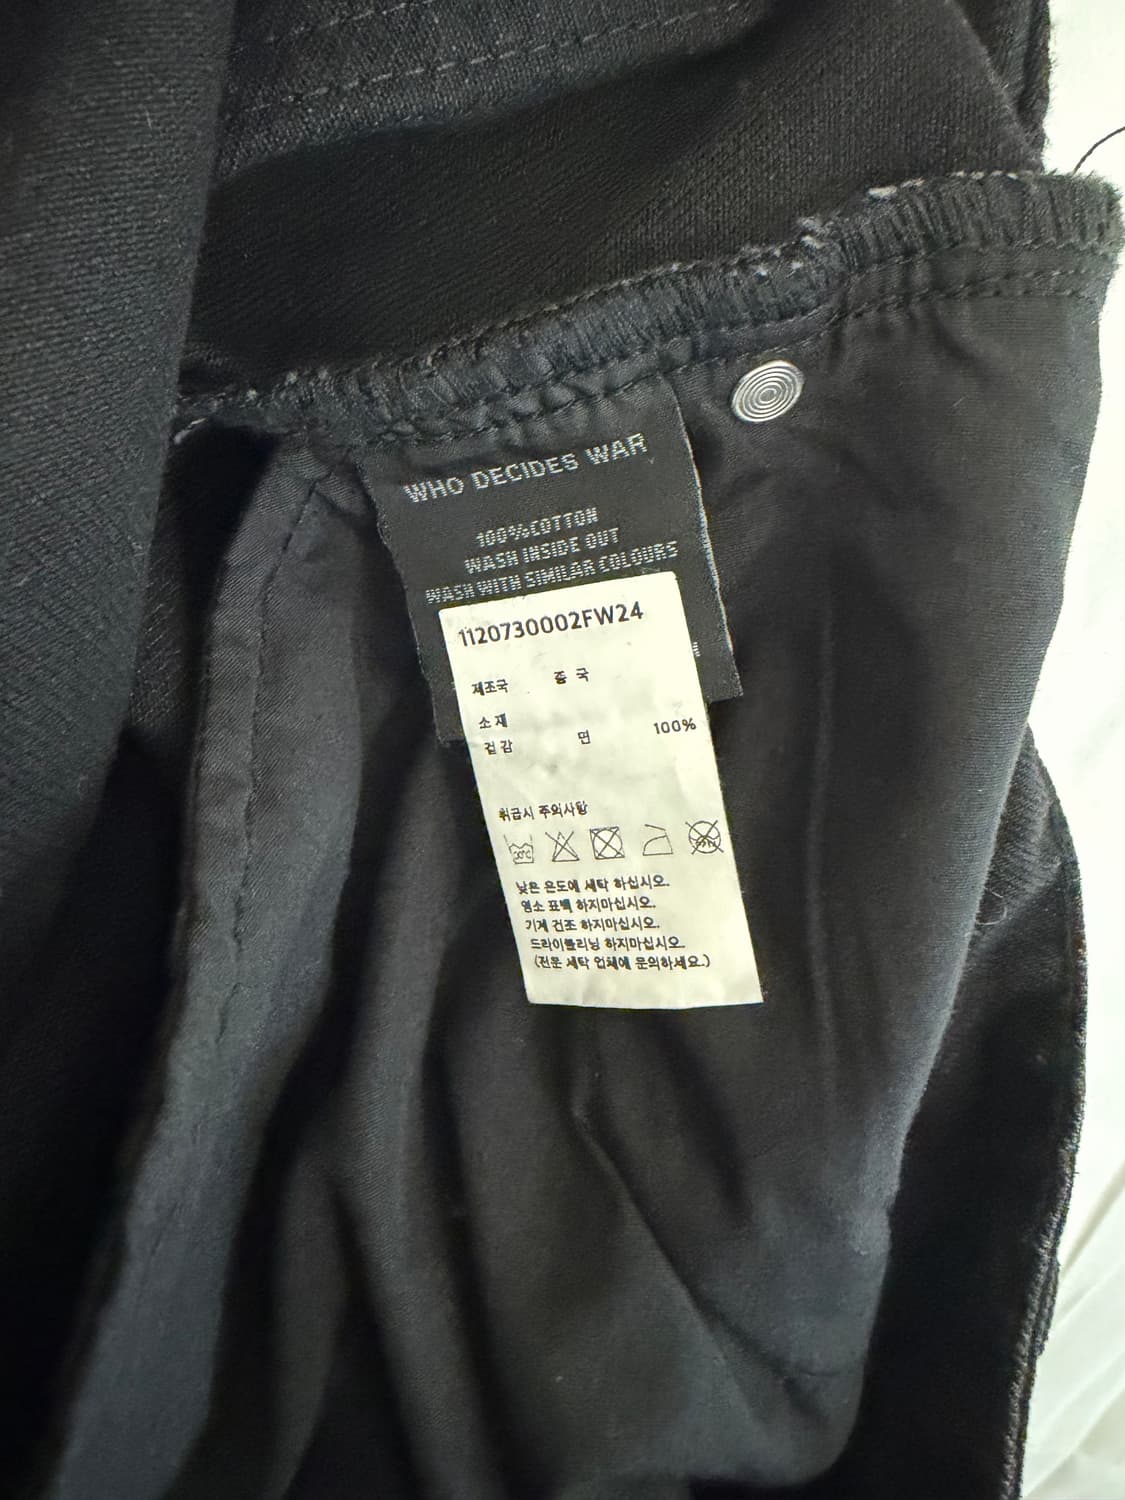 WHO DECIDES WAR
100%COTTON
WASH INSIDE OUT
WASH WITH SIMILAR COLOURS
1120730002FW24
제조국 중 국
소 재
겉 감 면 100%
취급시 주의사항
30℃
낮은 온도에 세탁 하십시오.
염소 표백 하지마십시오.
기계 건조 하지마십시오.
드라이클리닝 하지마십시오.
(전문 세탁 업체에 문의하세요.)